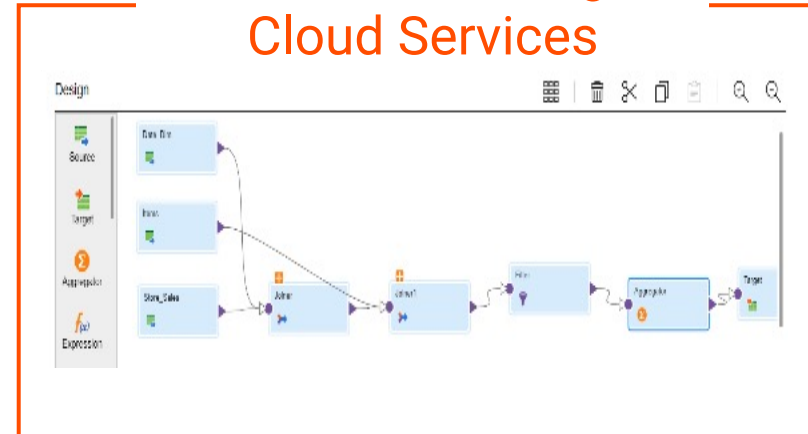 Cloud Services
Design
Source
Target
Aggregator
f(x)
Expression
Date_Dim
Items
Store_Sales
Joiner
Joiner1
Filter
Aggregator
Target